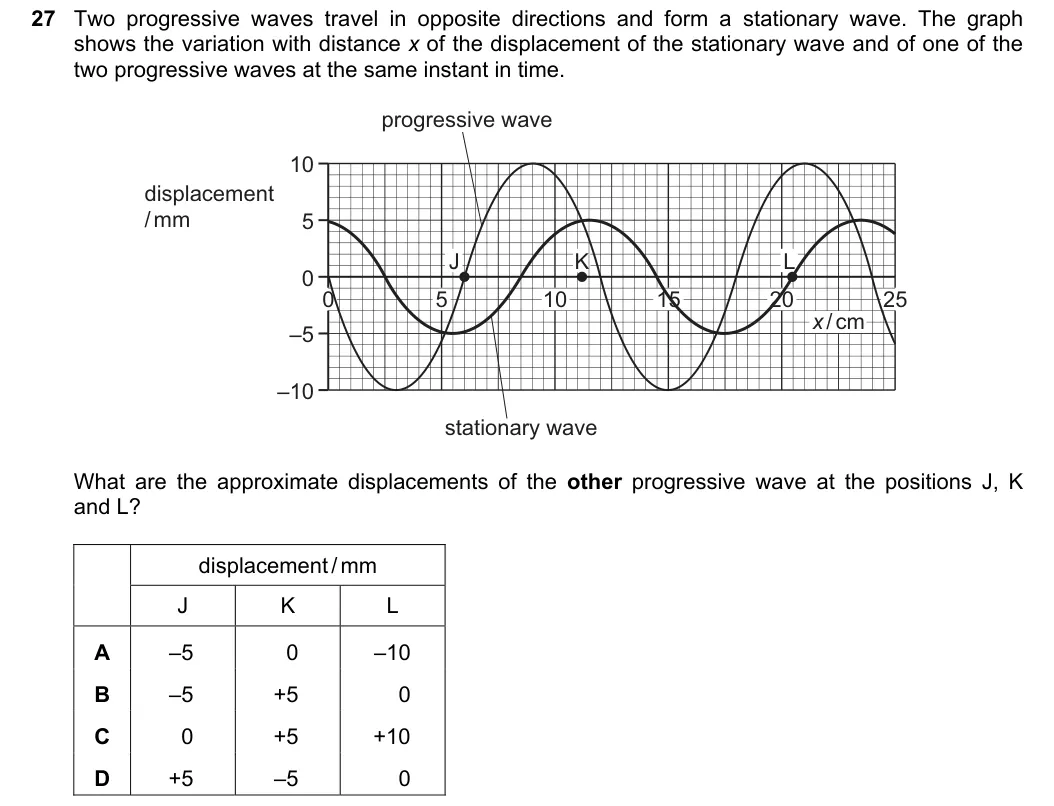 27 Two progressive waves travel in opposite directions and form a stationary wave. The graph
shows the variation with distance x of the displacement of the stationary wave and of one of the
two progressive waves at the same instant in time.
progressive wave
10
displacement
/ mm
5
J K L
0
0 5 10 15 20 25
x / cm
–5
–10
stationary wave
What are the approximate displacements of the other progressive wave at the positions J, K
and L?
displacement / mm
J K L
A –5 0 –10
B –5 +5 0
C 0 +5 +10
D +5 –5 0